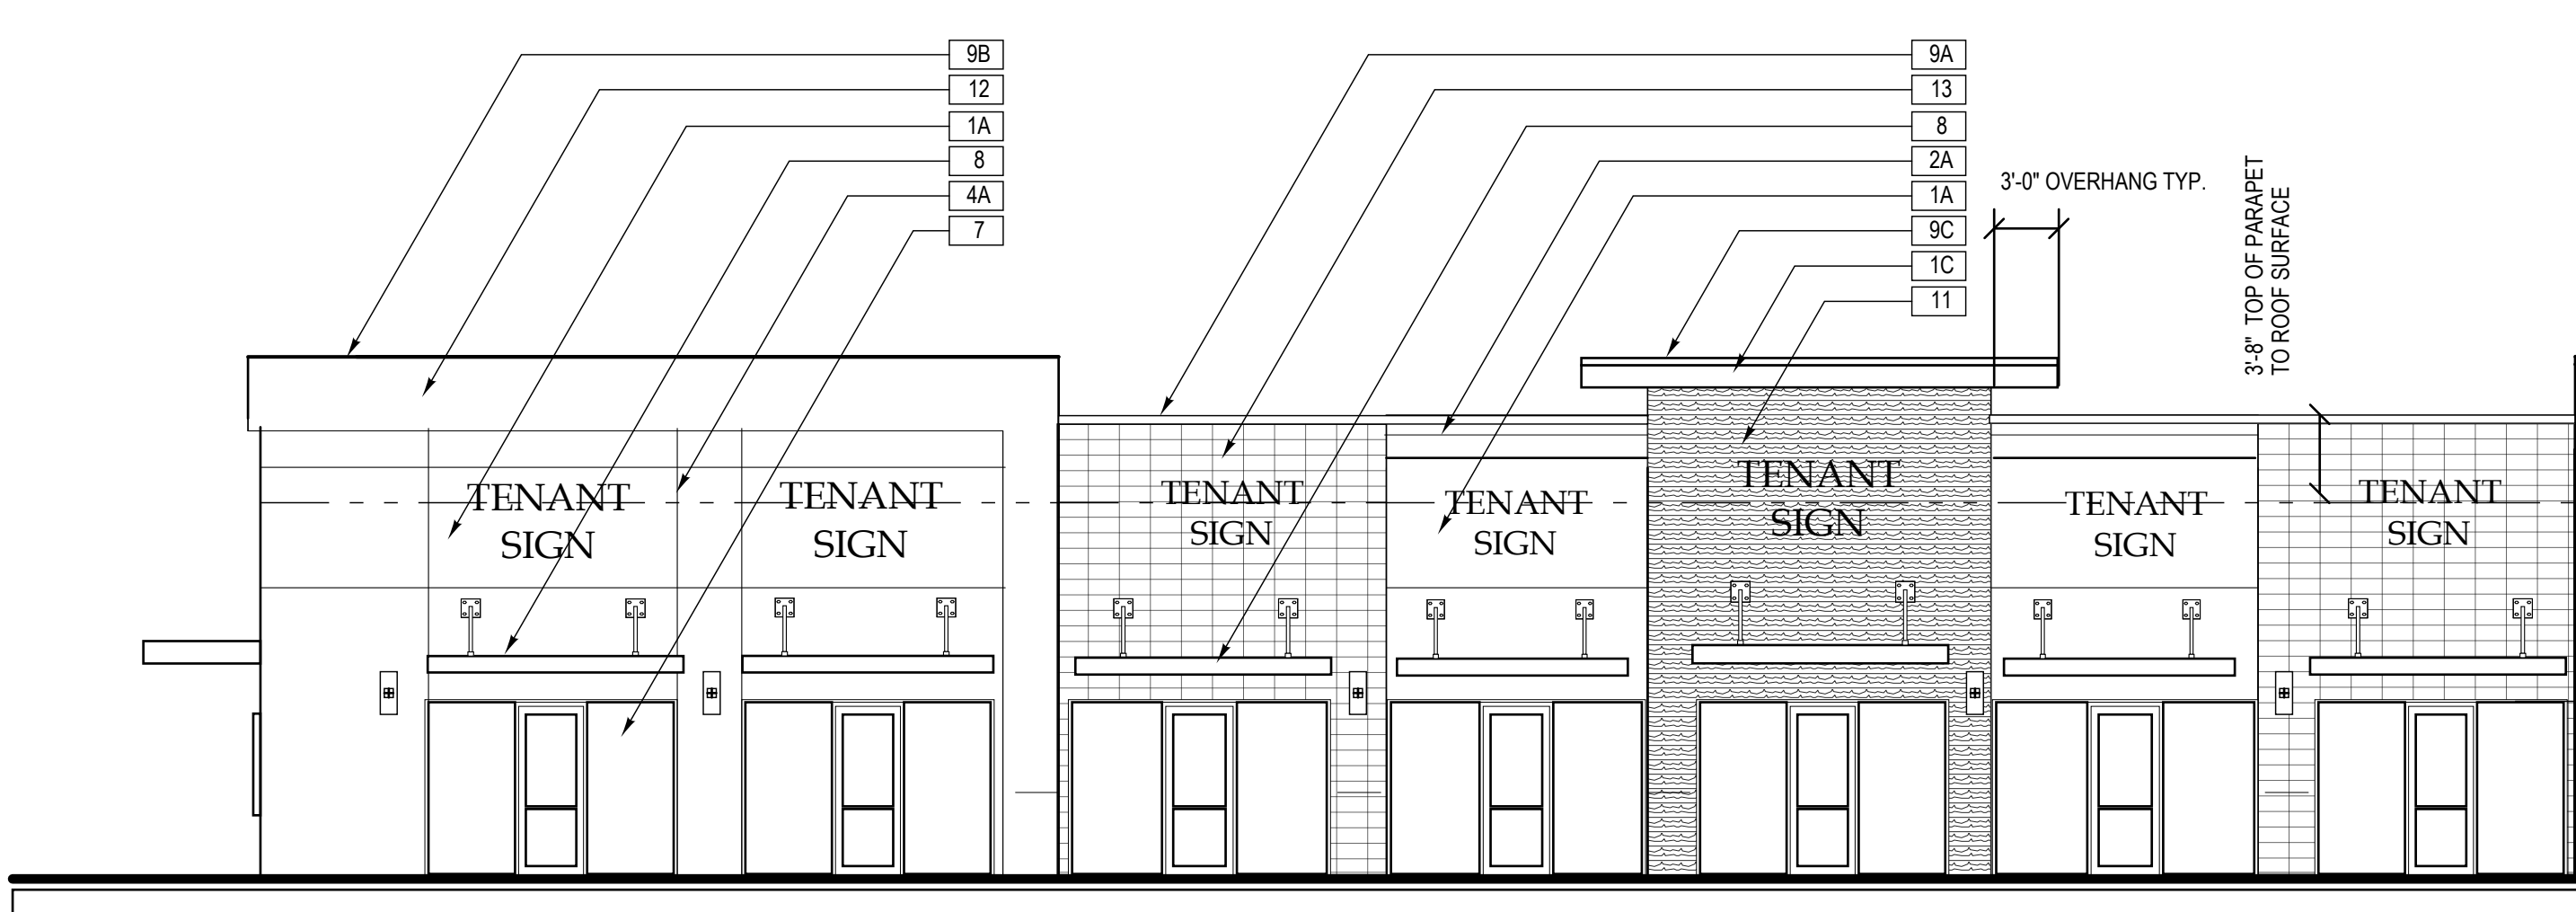 9B
12
1A
8
4A
7
9A
13
8
2A
1A
9C
1C
11
3'-0" OVERHANG TYP.
3'-8" TOP OF PARAPET
TO ROOF SURFACE
TENANT
SIGN
TENANT
SIGN
TENANT
SIGN
TENANT
SIGN
TENANT
SIGN
TENANT
SIGN
TENANT
SIGN